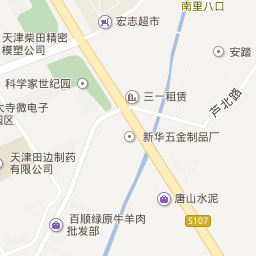 南里八口
宏志超市
天津柴田精密
模塑公司
安踏
科学家世纪园
三一租赁
芦北路
大寺微电子
园
新华五金制品厂
天津田边制药
有限公司
唐山水泥
百顺绿原牛羊肉
批发部
S107